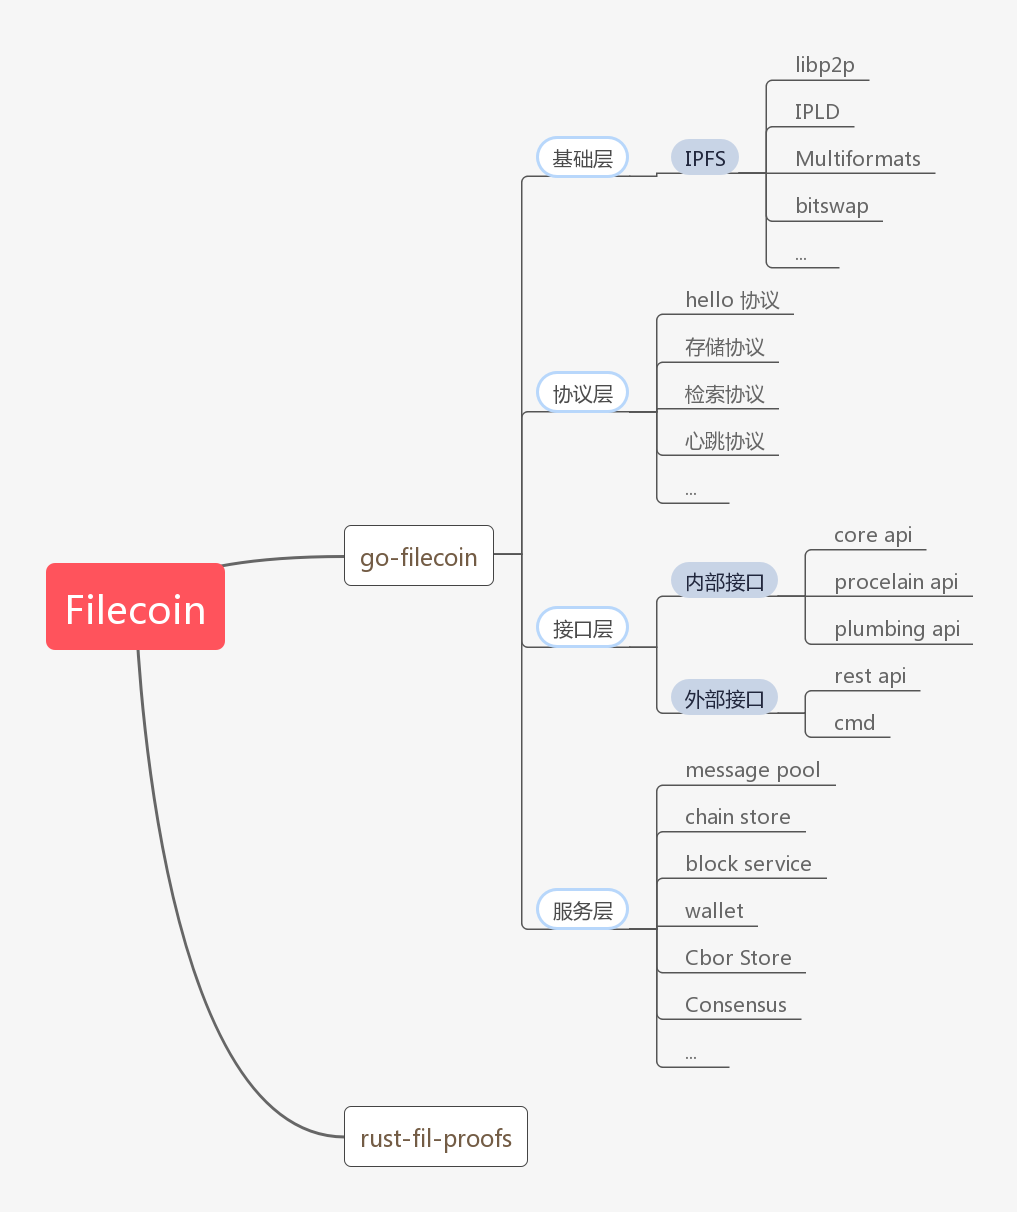 Filecoin
go-filecoin
基础层
IPFS
libp2p
IPLD
Multiformats
bitswap
...
协议层
hello 协议
存储协议
检索协议
心跳协议
...
接口层
内部接口
core api
procelain api
plumbing api
外部接口
rest api
cmd
服务层
message pool
chain store
block service
wallet
Cbor Store
Consensus
...
rust-fil-proofs